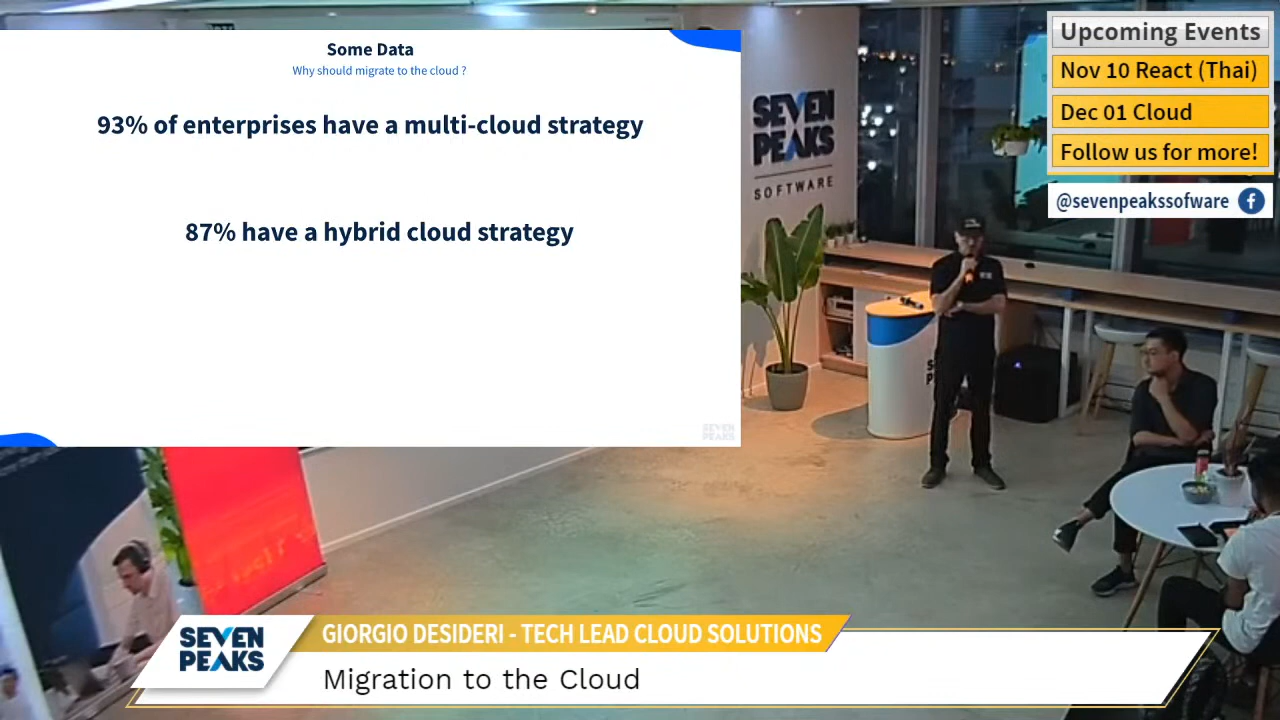 Some Data
Why should migrate to the cloud ?
93% of enterprises have a multi-cloud strategy
87% have a hybrid cloud strategy
SEVEN
PEAKS
SEVEN
PEAKS
SOFTWARE
Upcoming Events
Nov 10 React (Thai)
Dec 01 Cloud
Follow us for more!
@sevenpeakssofware
SEVEN
PEAKS
GIORGIO DESIDERI - TECH LEAD CLOUD SOLUTIONS
Migration to the Cloud